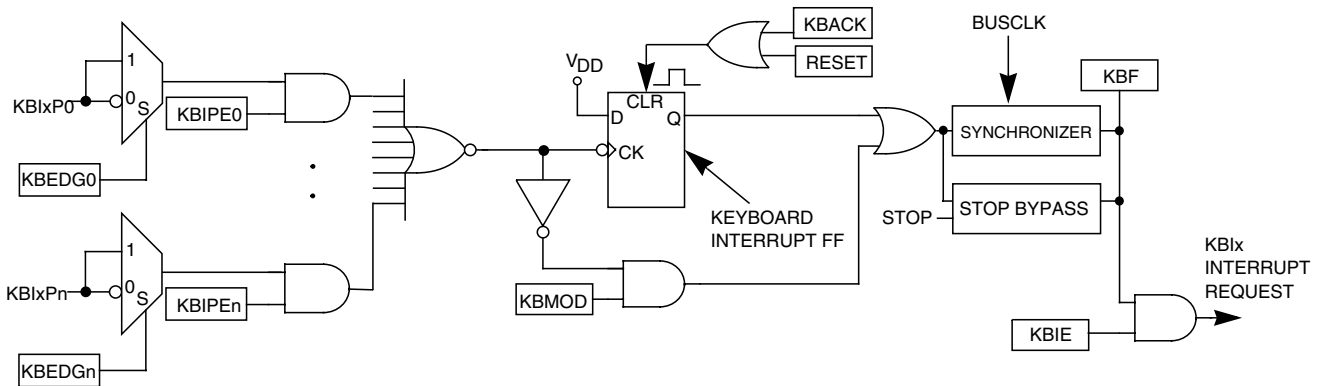 KBACK
RESET
BUSCLK
VDD
KBF
1
0
S
KBIxP0
KBIPE0
CLR
D
Q
CK
SYNCHRONIZER
KBEDG0
STOP BYPASS
STOP
KEYBOARD
INTERRUPT FF
1
0
S
KBIxPn
KBIPEn
KBMOD
KBIx
INTERRUPT
REQUEST
KBIE
KBEDGn